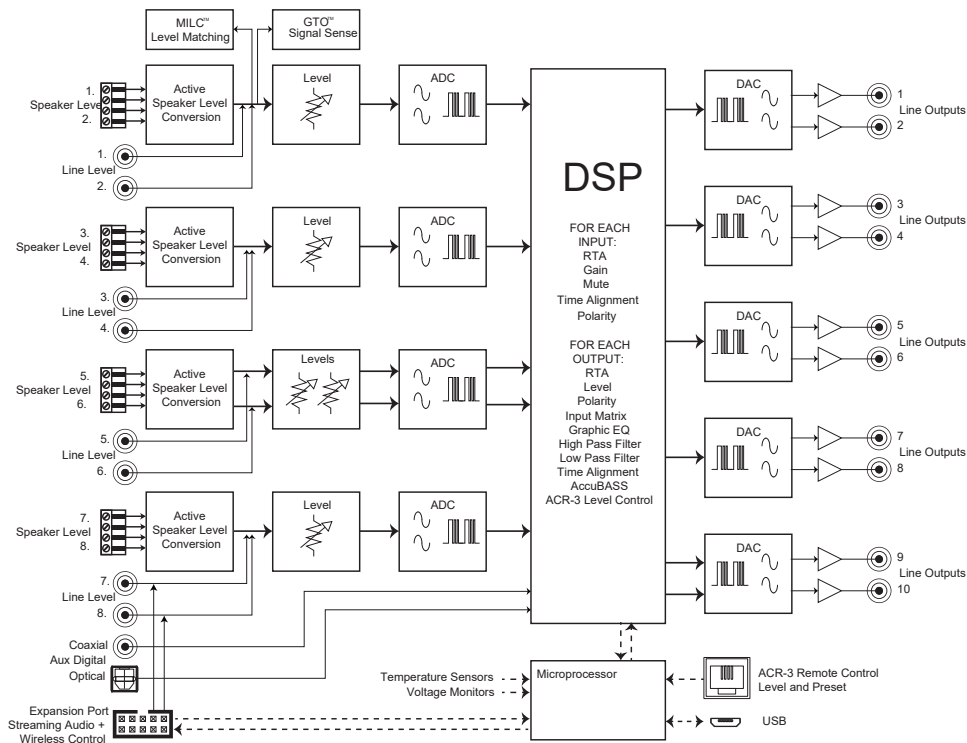 MILC™
Level Matching
GTO™
Signal Sense
1.
Speaker Level
2.
Active
Speaker Level
Conversion
Level
ADC
1.
Line Level
2.
3.
Speaker Level
4.
Active
Speaker Level
Conversion
Level
ADC
3.
Line Level
4.
5.
Speaker Level
6.
Active
Speaker Level
Conversion
Levels
ADC
5.
Line Level
6.
7.
Speaker Level
8.
Active
Speaker Level
Conversion
Level
ADC
7.
Line Level
8.
Coaxial
Aux Digital
Optical
Expansion Port
Streaming Audio +
Wireless Control
DSP
FOR EACH
INPUT:
RTA
Gain
Mute
Time Alignment
Polarity
FOR EACH
OUTPUT:
RTA
Level
Polarity
Input Matrix
Graphic EQ
High Pass Filter
Low Pass Filter
Time Alignment
AccuBASS
ACR-3 Level Control
Temperature Sensors
Voltage Monitors
Microprocessor
DAC
1
Line Outputs
2
DAC
3
Line Outputs
4
DAC
5
Line Outputs
6
DAC
7
Line Outputs
8
DAC
9
Line Outputs
10
ACR-3 Remote Control
Level and Preset
USB